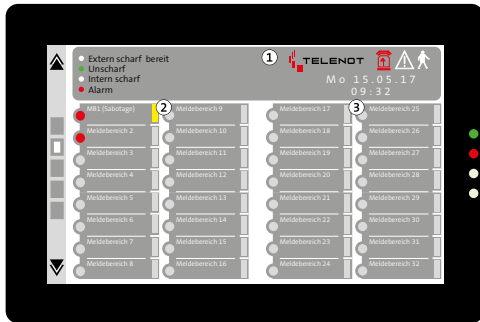 Extern scharf bereit
Unscharf
Intern scharf
Alarm
1
TELENOT
Mo 15.05.17
09:32
MB1 (Sabotage)
Meldebereich 2
Meldebereich 3
Meldebereich 4
Meldebereich 5
Meldebereich 6
Meldebereich 7
Meldebereich 8
2
Meldebereich 9
Meldebereich 10
Meldebereich 11
Meldebereich 12
Meldebereich 13
Meldebereich 14
Meldebereich 15
Meldebereich 16
Meldebereich 17
Meldebereich 18
Meldebereich 19
Meldebereich 20
Meldebereich 21
Meldebereich 22
Meldebereich 23
Meldebereich 24
3
Meldebereich 25
Meldebereich 26
Meldebereich 27
Meldebereich 28
Meldebereich 29
Meldebereich 30
Meldebereich 31
Meldebereich 32